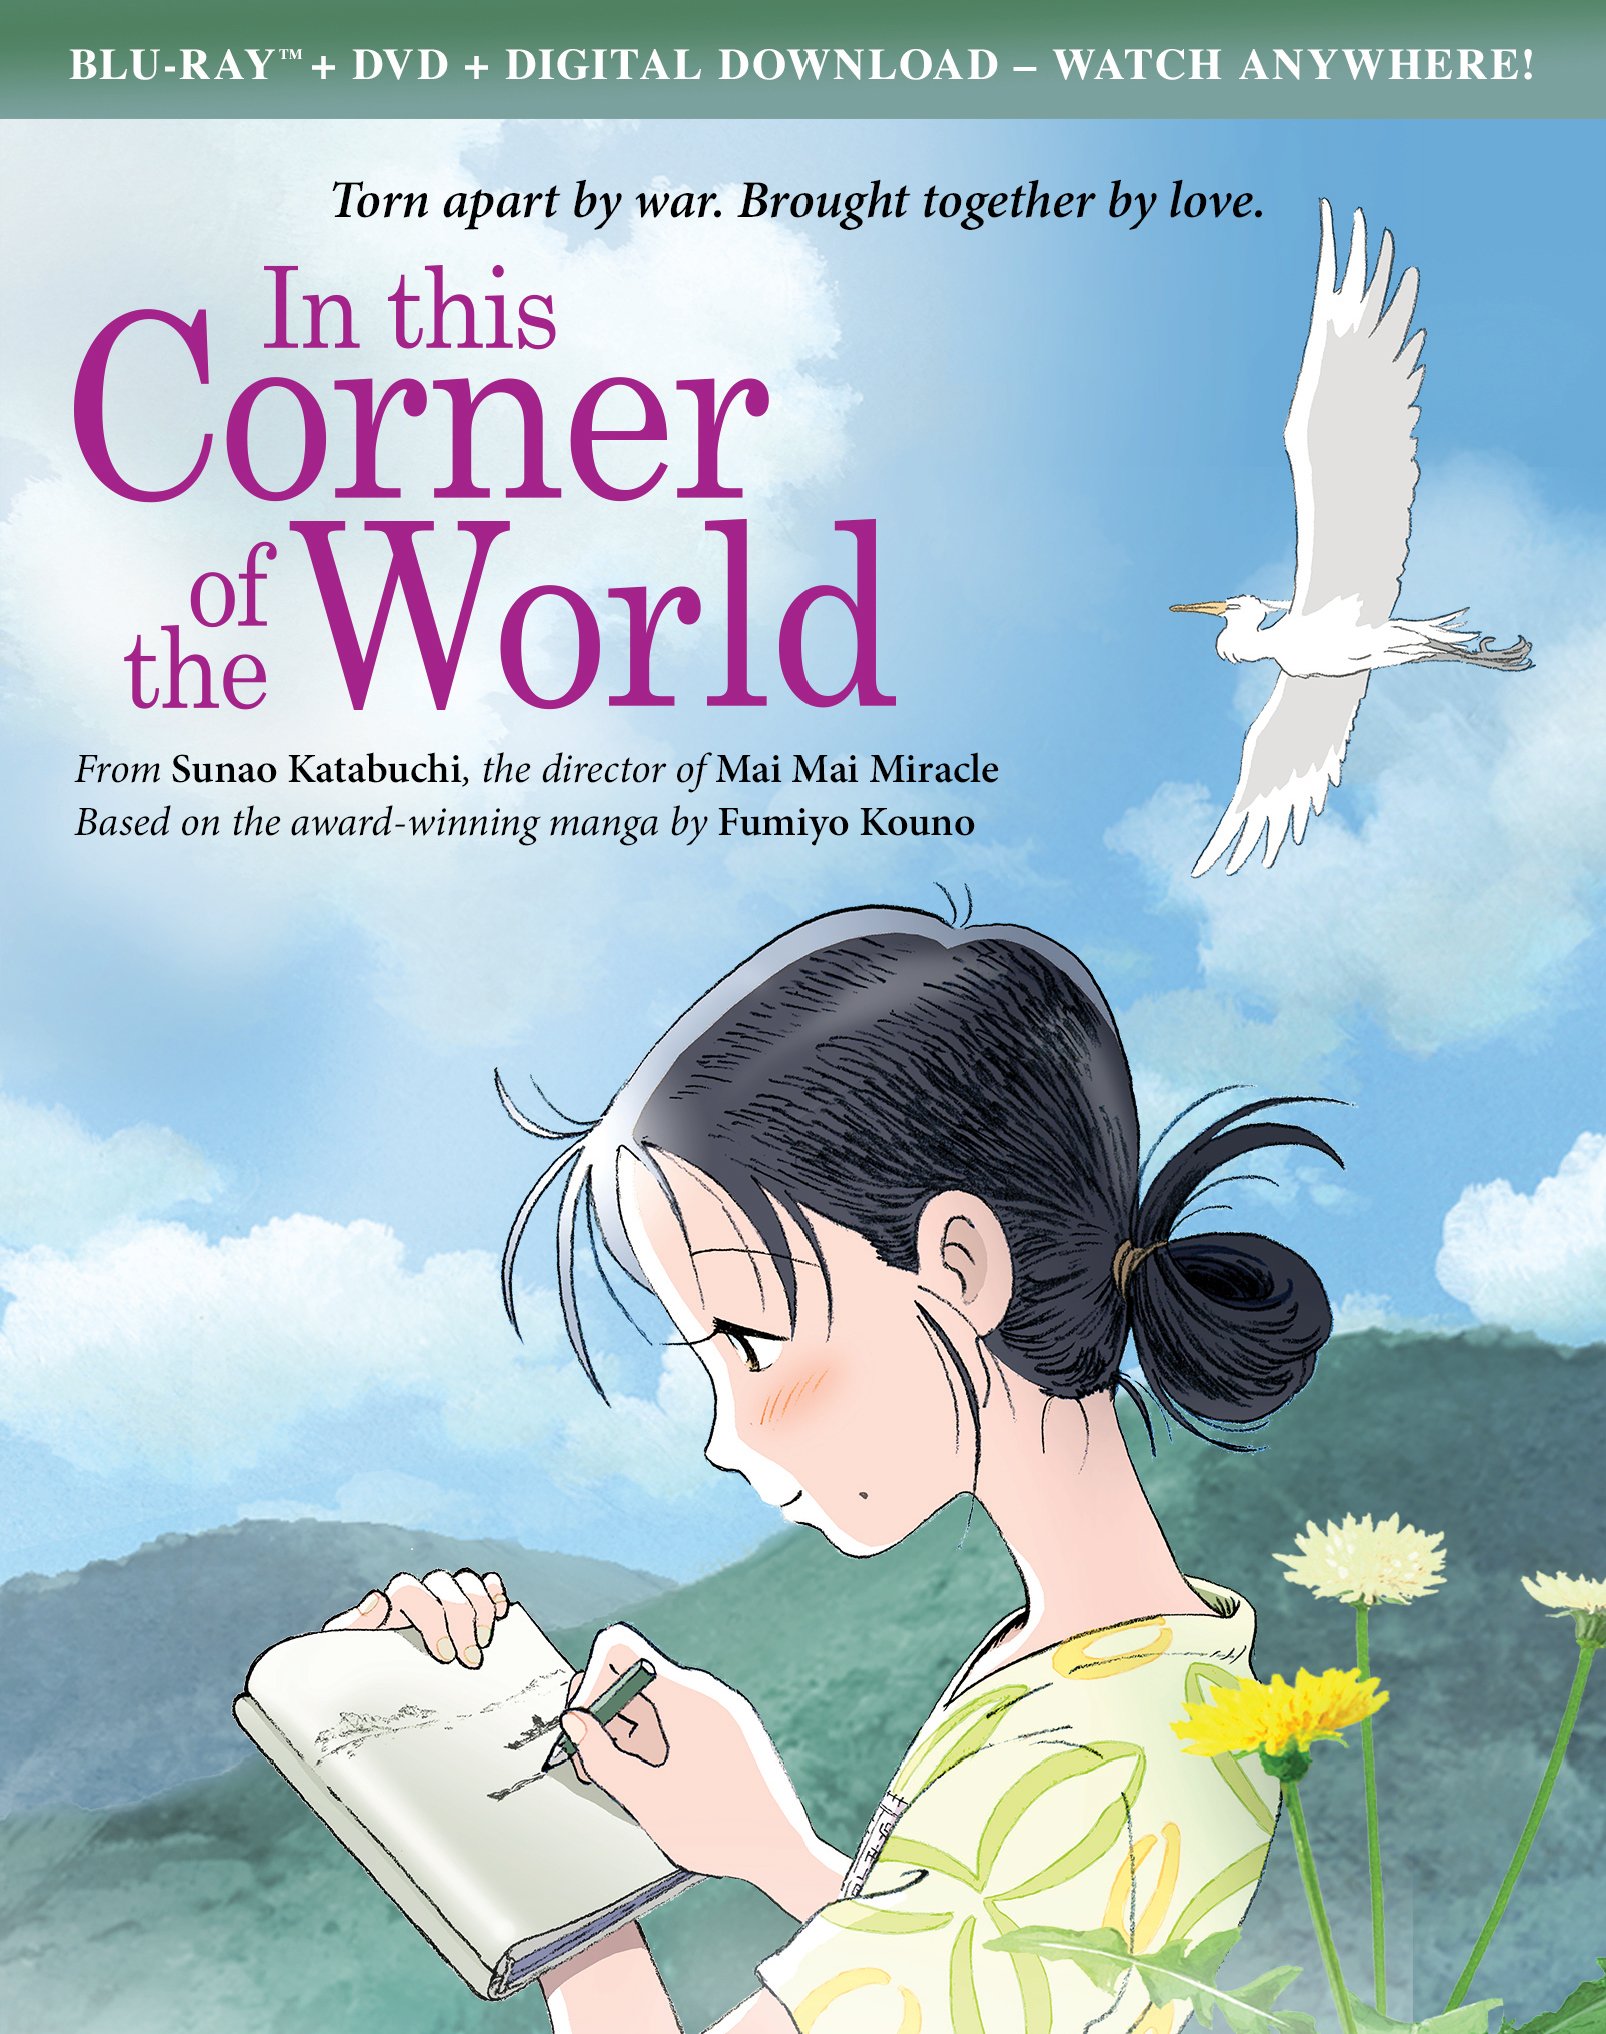 BLU-RAY™ + DVD + DIGITAL DOWNLOAD – WATCH ANYWHERE!
Torn apart by war. Brought together by love.
In this
Corner
of
the World
From Sunao Katabuchi, the director of Mai Mai Miracle
Based on the award-winning manga by Fumiyo Kouno